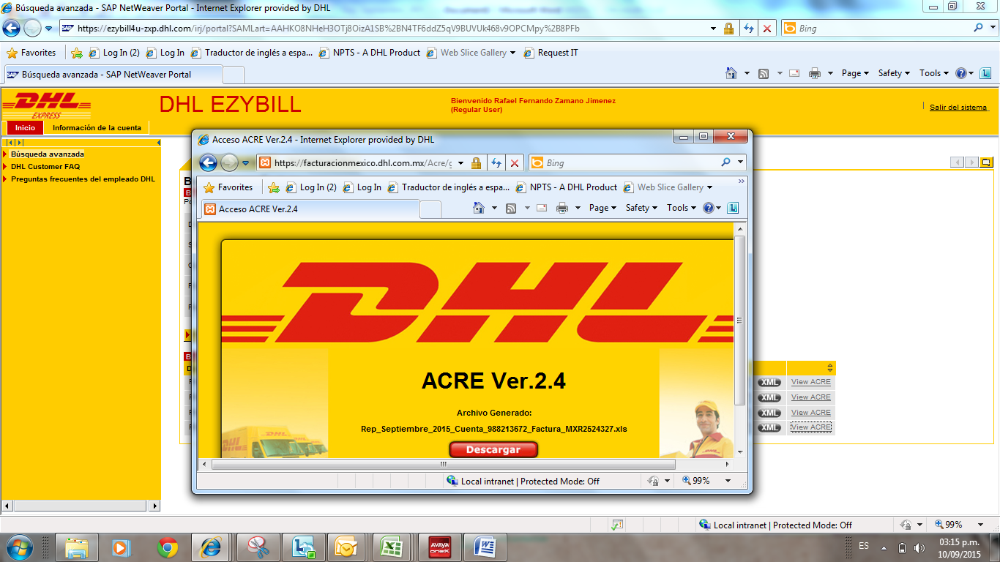 Búsqueda avanzada - SAP NetWeaver Portal - Internet Explorer provided by DHL
https://ezybill4u-zxp.dhl.com/irj/portal?SAMLart=
Bing
Favorites
Log In (2)
Log In
Traductor de inglés a espa...
NPTS - A DHL Product
Web Slice Gallery
Request IT
Búsqueda avanzada - SAP NetWeaver Portal
Page
Safety
Tools
DHL
EXPRESS
DHL EZYBILL
Bienvenido Rafael Fernando Zamano Jimenez
(Regular User)
Salir del sistema
Inicio
Información de la cuenta
Búsqueda avanzada
DHL Customer FAQ
Preguntas frecuentes del empleado DHL
Acceso ACRE Ver.2.4 - Internet Explorer provided by DHL
https://facturacionmexico.dhl.com.mx/Acre/g
Bing
Favorites
Log In (2)
Log In
Traductor de inglés a espa...
NPTS - A DHL Product
Web Slice Gallery
Acceso ACRE Ver.2.4
Page
Safety
Tools
DHL
ACRE Ver.2.4
Archivo Generado:
Rep_Septiembre_2015_Cuenta_988213672_Factura_MXR2524327.xls
Descargar
Local intranet | Protected Mode: Off
99%
XML View ACRE
XML View ACRE
XML View ACRE
XML View ACRE
Local intranet | Protected Mode: Off
99%
AVAYA
one-X
ES
03:15 p.m.
10/09/2015